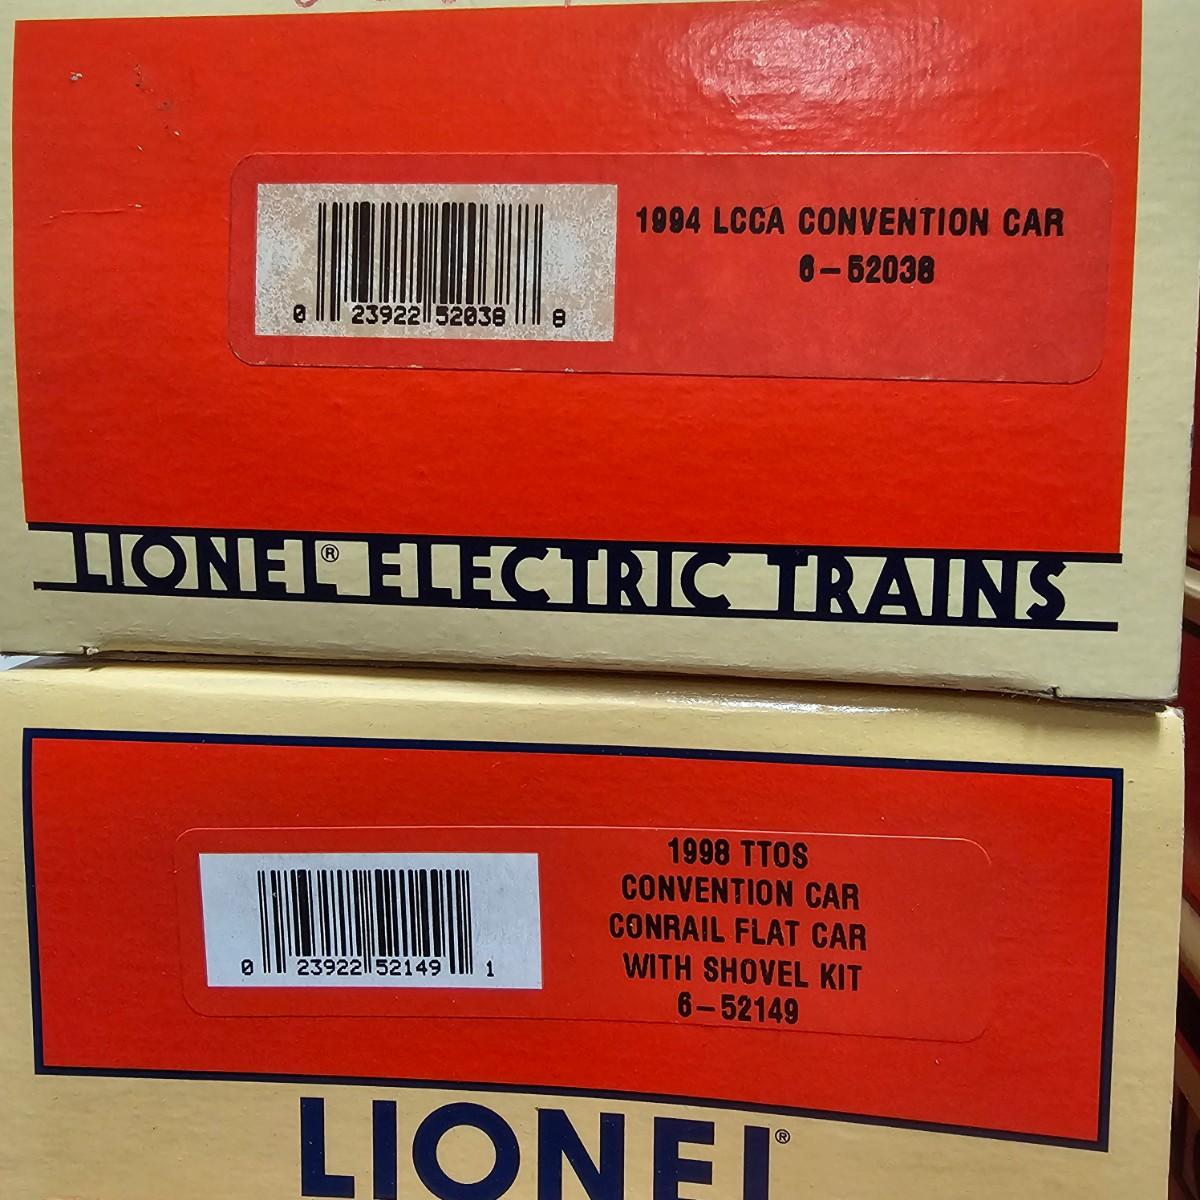 1994 LCCA CONVENTION CAR
6-52038
0 23922 52038 8
LIONEL® ELECTRIC TRAINS
1998 TTOS
CONVENTION CAR
CONRAIL FLAT CAR
WITH SHOVEL KIT
6-52149
0 23922 52149 1
LIONEL®